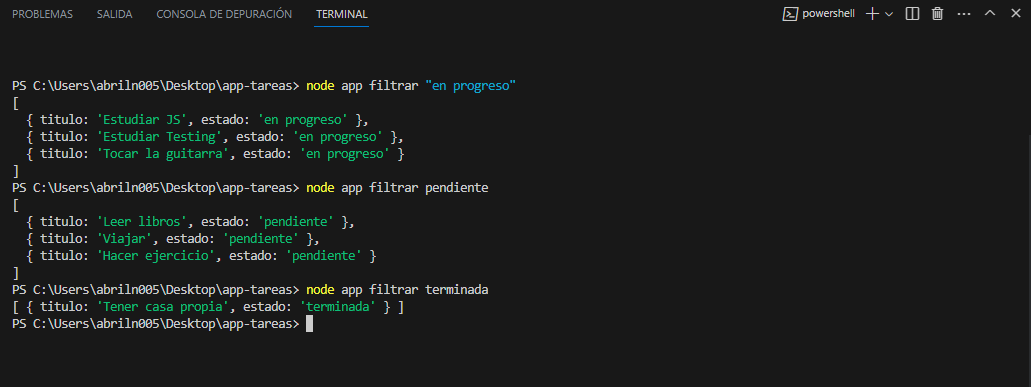 PROBLEMAS SALIDA CONSOLA DE DEPURACIÓN TERMINAL powershell
PS C:\Users\abriln005\Desktop\app-tareas> node app filtrar "en progreso"
[
  { titulo: 'Estudiar JS', estado: 'en progreso' },
  { titulo: 'Estudiar Testing', estado: 'en progreso' },
  { titulo: 'Tocar la guitarra', estado: 'en progreso' }
]
PS C:\Users\abriln005\Desktop\app-tareas> node app filtrar pendiente
[
  { titulo: 'Leer libros', estado: 'pendiente' },
  { titulo: 'Viajar', estado: 'pendiente' },
  { titulo: 'Hacer ejercicio', estado: 'pendiente' }
]
PS C:\Users\abriln005\Desktop\app-tareas> node app filtrar terminada
[ { titulo: 'Tener casa propia', estado: 'terminada' } ]
PS C:\Users\abriln005\Desktop\app-tareas>